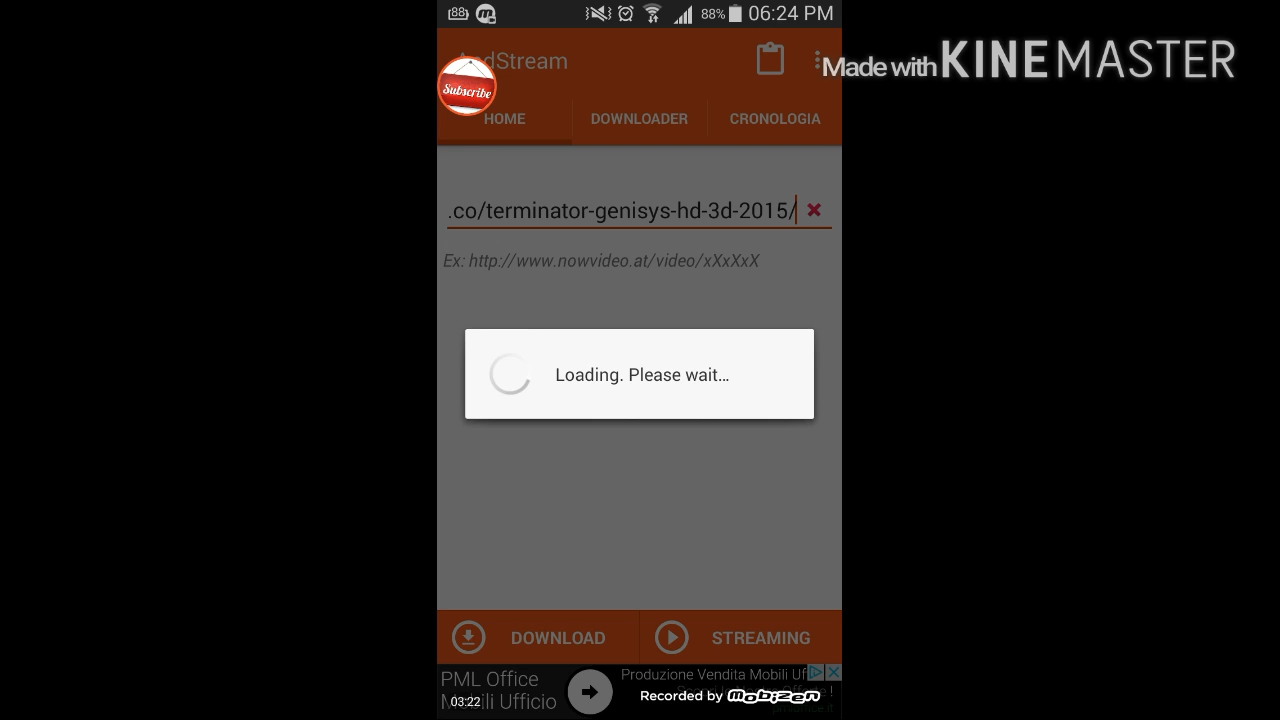 88 88% 06:24 PM
dStream
Made with KINEMASTER
Subscribe
HOME DOWNLOADER CRONOLOGIA
.co/terminator-genisys-hd-3d-2015/
Ex: http://www.nowvideo.at/video/xXxXxX
Loading. Please wait...
DOWNLOAD STREAMING
PML Office
Mobili Ufficio
Produzione Vendita Mobili Uf
03:22
Recorded by mobizen